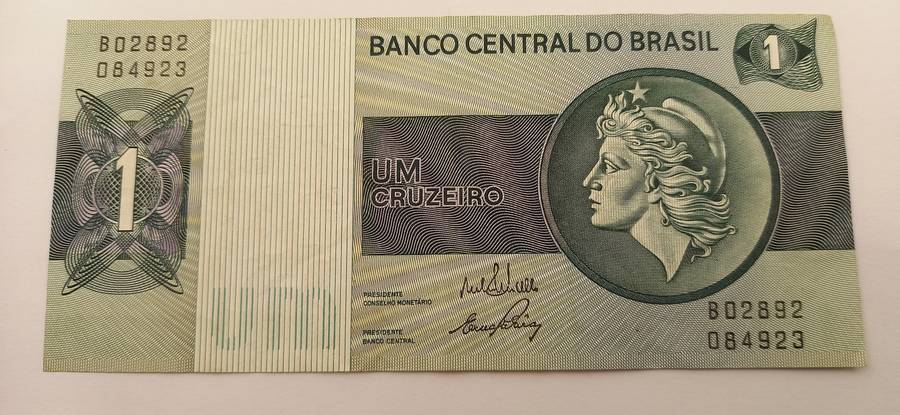 B02892
084923
BANCO CENTRAL DO BRASIL
1
1
UM
CRUZEIRO
PRESIDENTE
CONSELHO MONETÁRIO
PRESIDENTE
BANCO CENTRAL
B02892
084923